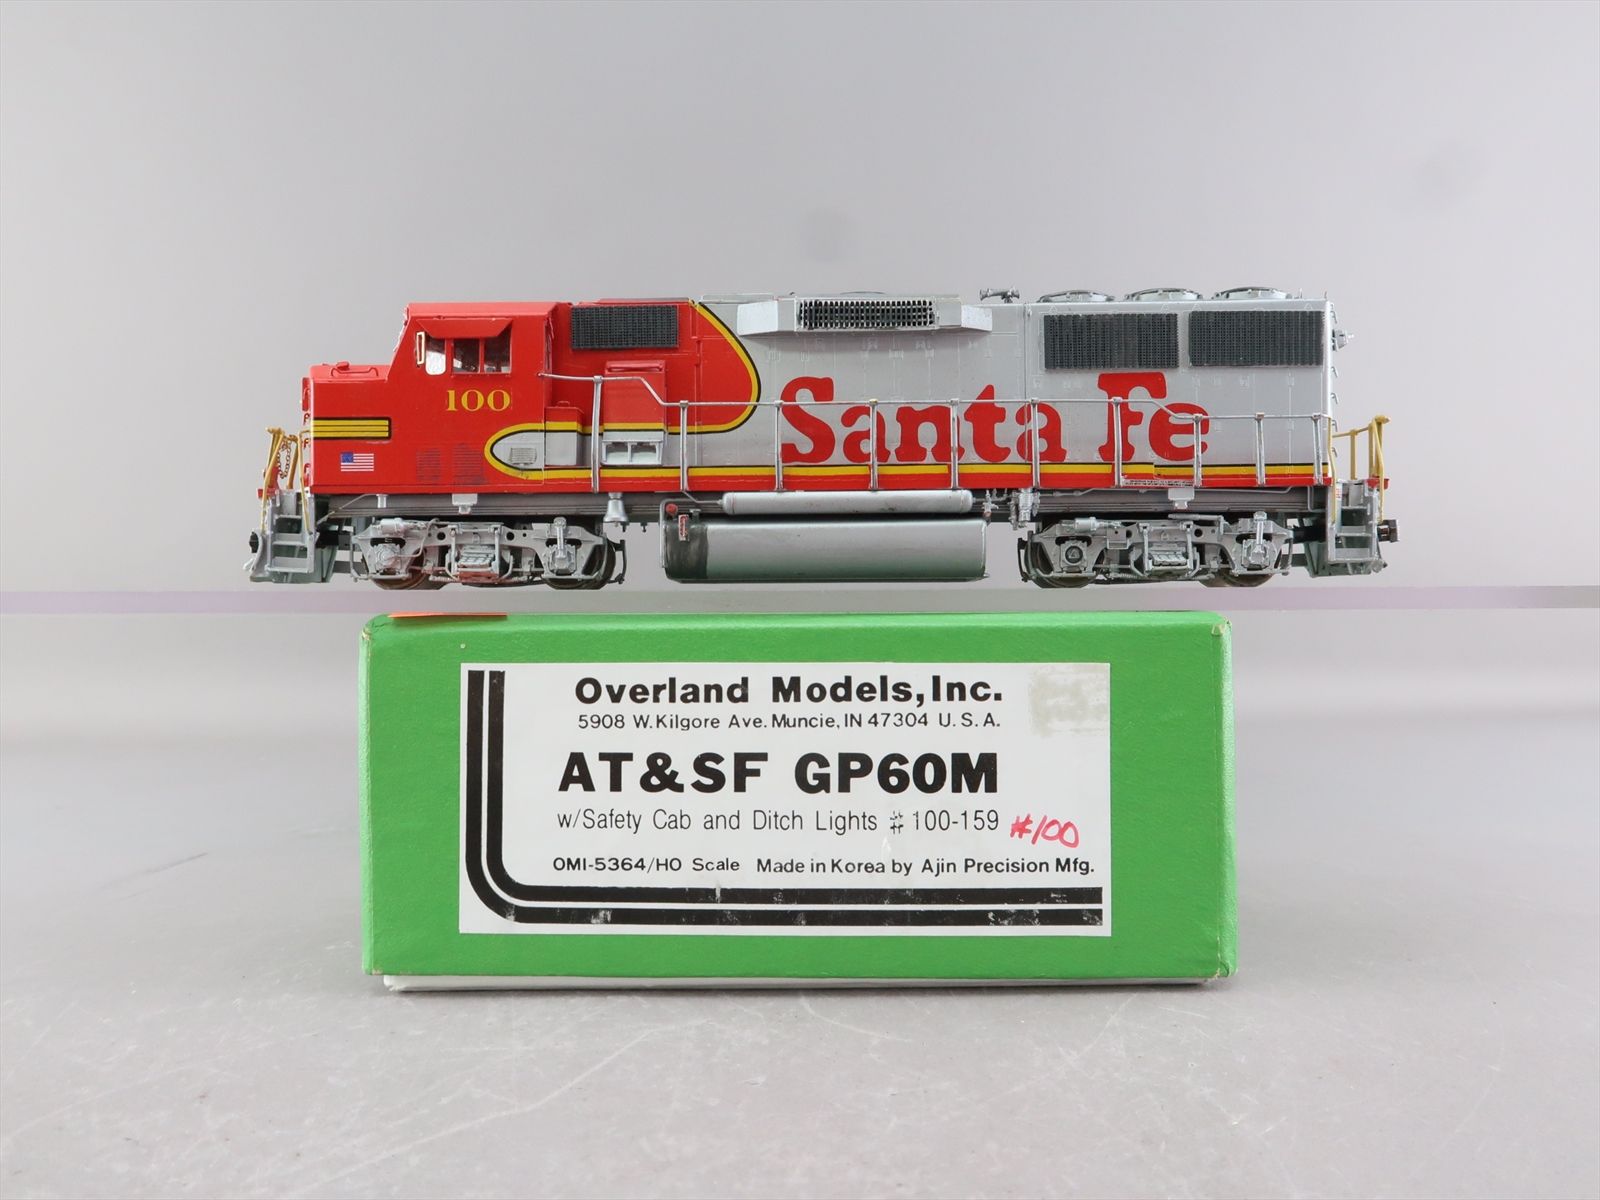 100
Santa Fe
Overland Models, Inc.
5908 W. Kilgore Ave. Muncie, IN 47304 U.S.A.
AT&SF GP60M
w/Safety Cab and Ditch Lights # 100-159 #100
OMI-5364/HO Scale Made in Korea by Ajin Precision Mfg.